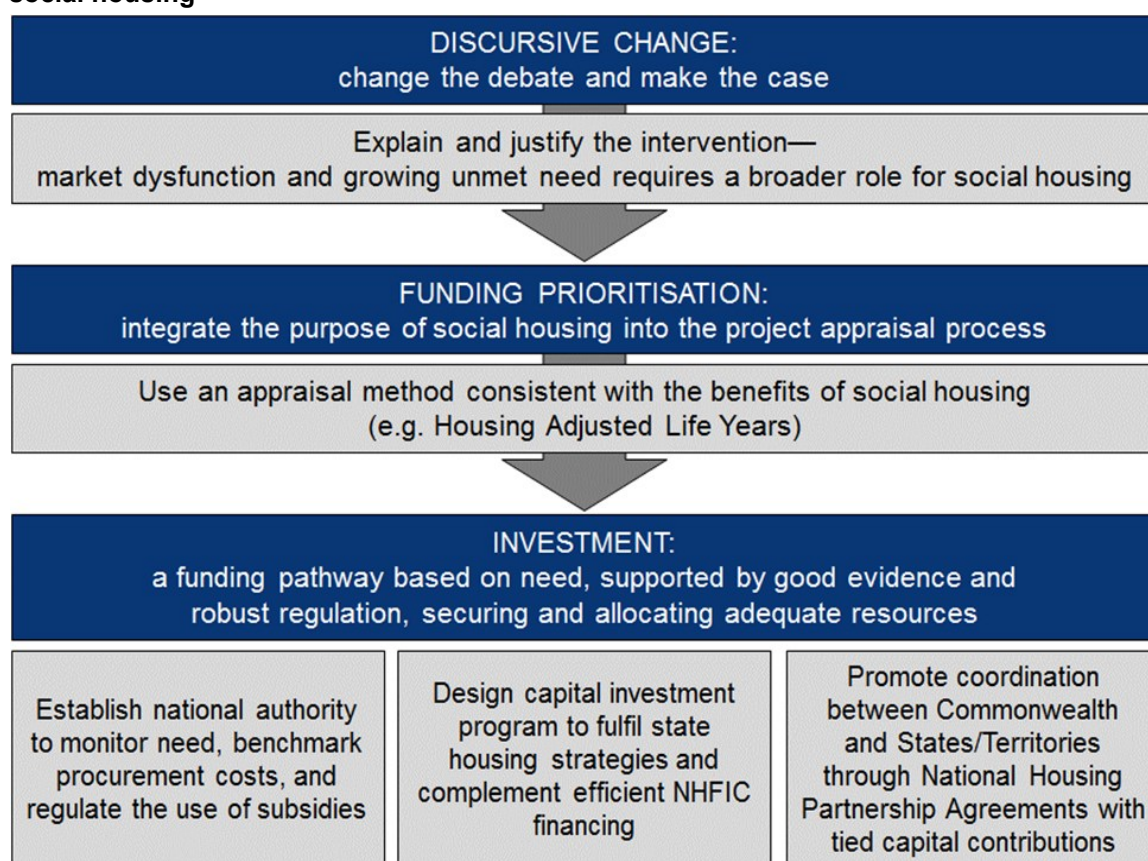 social housing
DISCURSIVE CHANGE:
change the debate and make the case
Explain and justify the intervention—
market dysfunction and growing unmet need requires a broader role for social housing
FUNDING PRIORITISATION:
integrate the purpose of social housing into the project appraisal process
Use an appraisal method consistent with the benefits of social housing
(e.g. Housing Adjusted Life Years)
INVESTMENT:
a funding pathway based on need, supported by good evidence and
robust regulation, securing and allocating adequate resources
Establish national authority
to monitor need, benchmark
procurement costs, and
regulate the use of subsidies
Design capital investment
program to fulfil state
housing strategies and
complement efficient NHFIC
financing
Promote coordination
between Commonwealth
and States/Territories
through National Housing
Partnership Agreements with
tied capital contributions